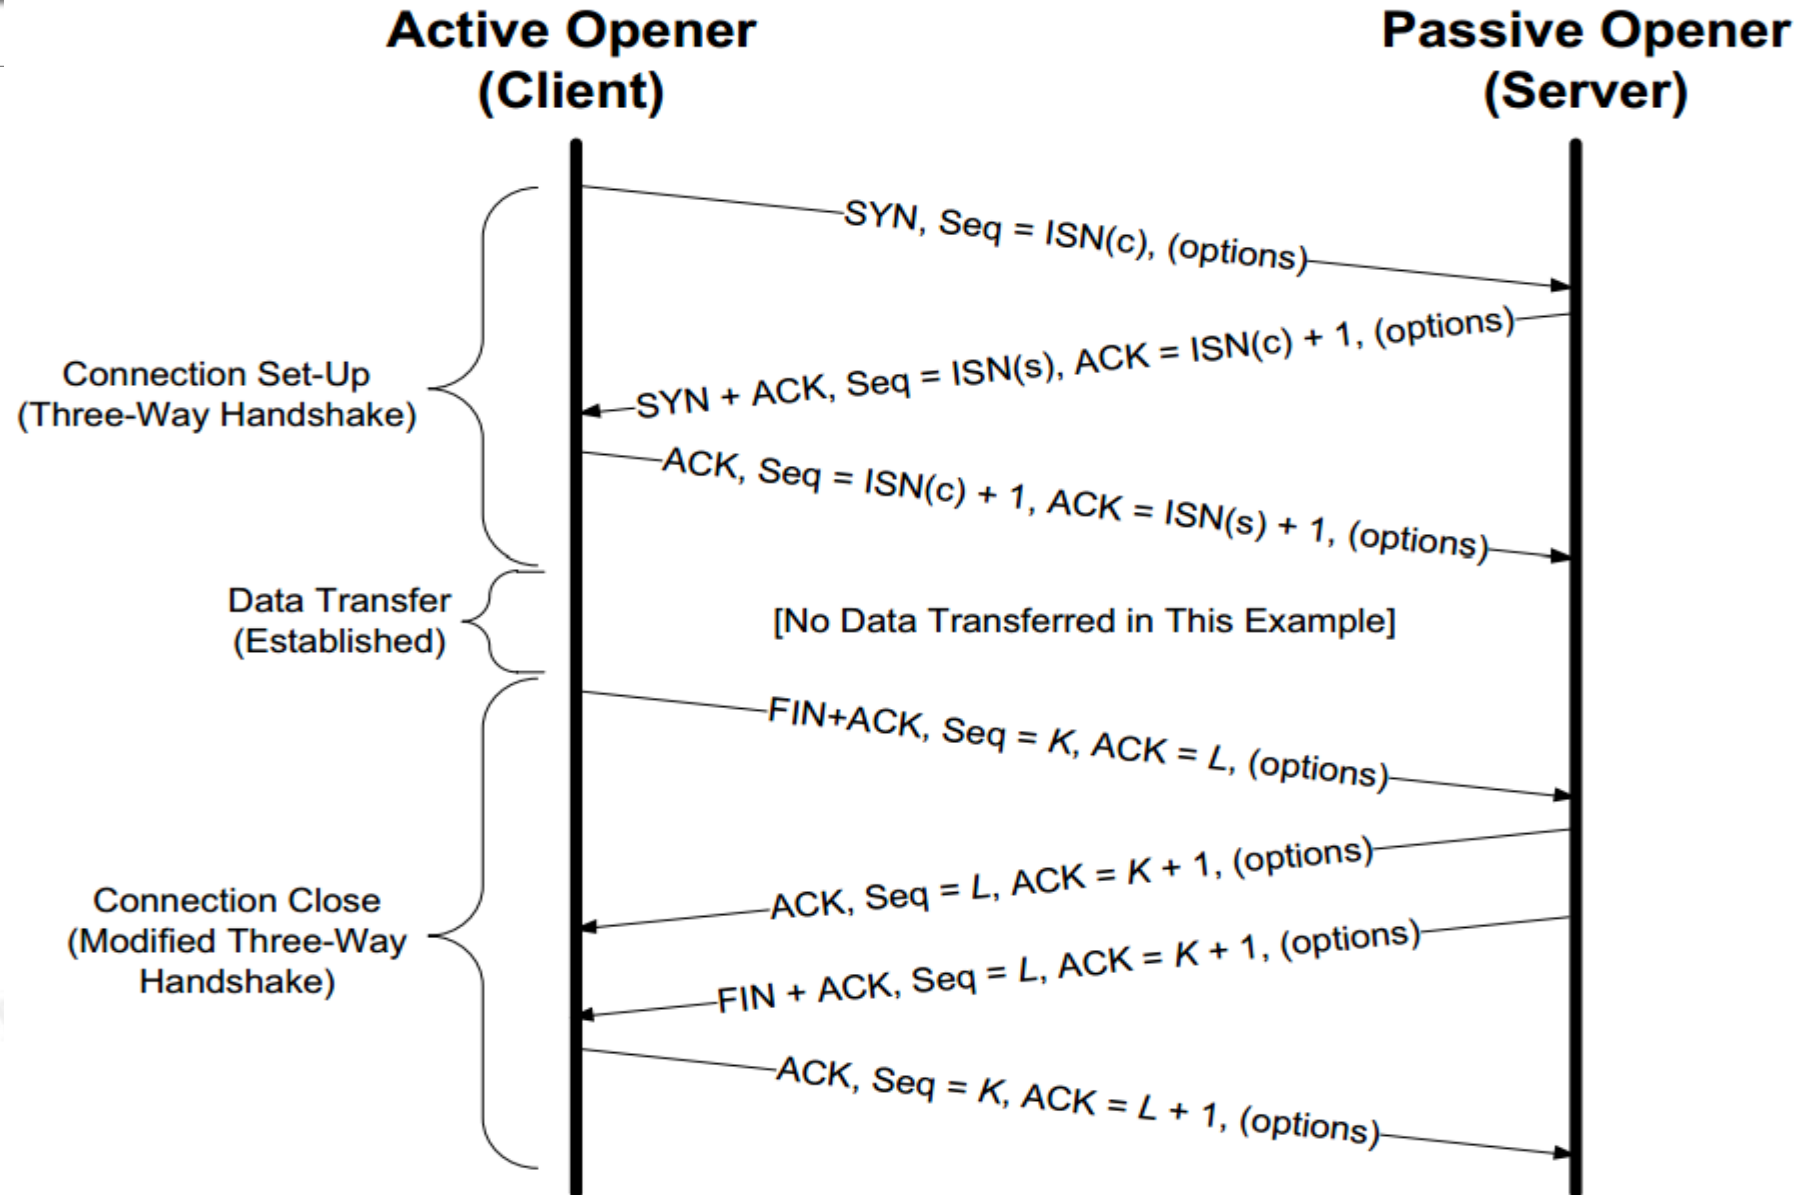 Active Opener
(Client)
Passive Opener
(Server)
SYN, Seq = ISN(c), (options)
SYN + ACK, Seq = ISN(s), ACK = ISN(c) + 1, (options)
Connection Set-Up
(Three-Way Handshake)
ACK, Seq = ISN(c) + 1, ACK = ISN(s) + 1, (options)
Data Transfer
(Established)
[No Data Transferred in This Example]
FIN+ACK, Seq = K, ACK = L, (options)
ACK, Seq = L, ACK = K + 1, (options)
Connection Close
(Modified Three-Way
Handshake)
FIN + ACK, Seq = L, ACK = K + 1, (options)
ACK, Seq = K, ACK = L + 1, (options)